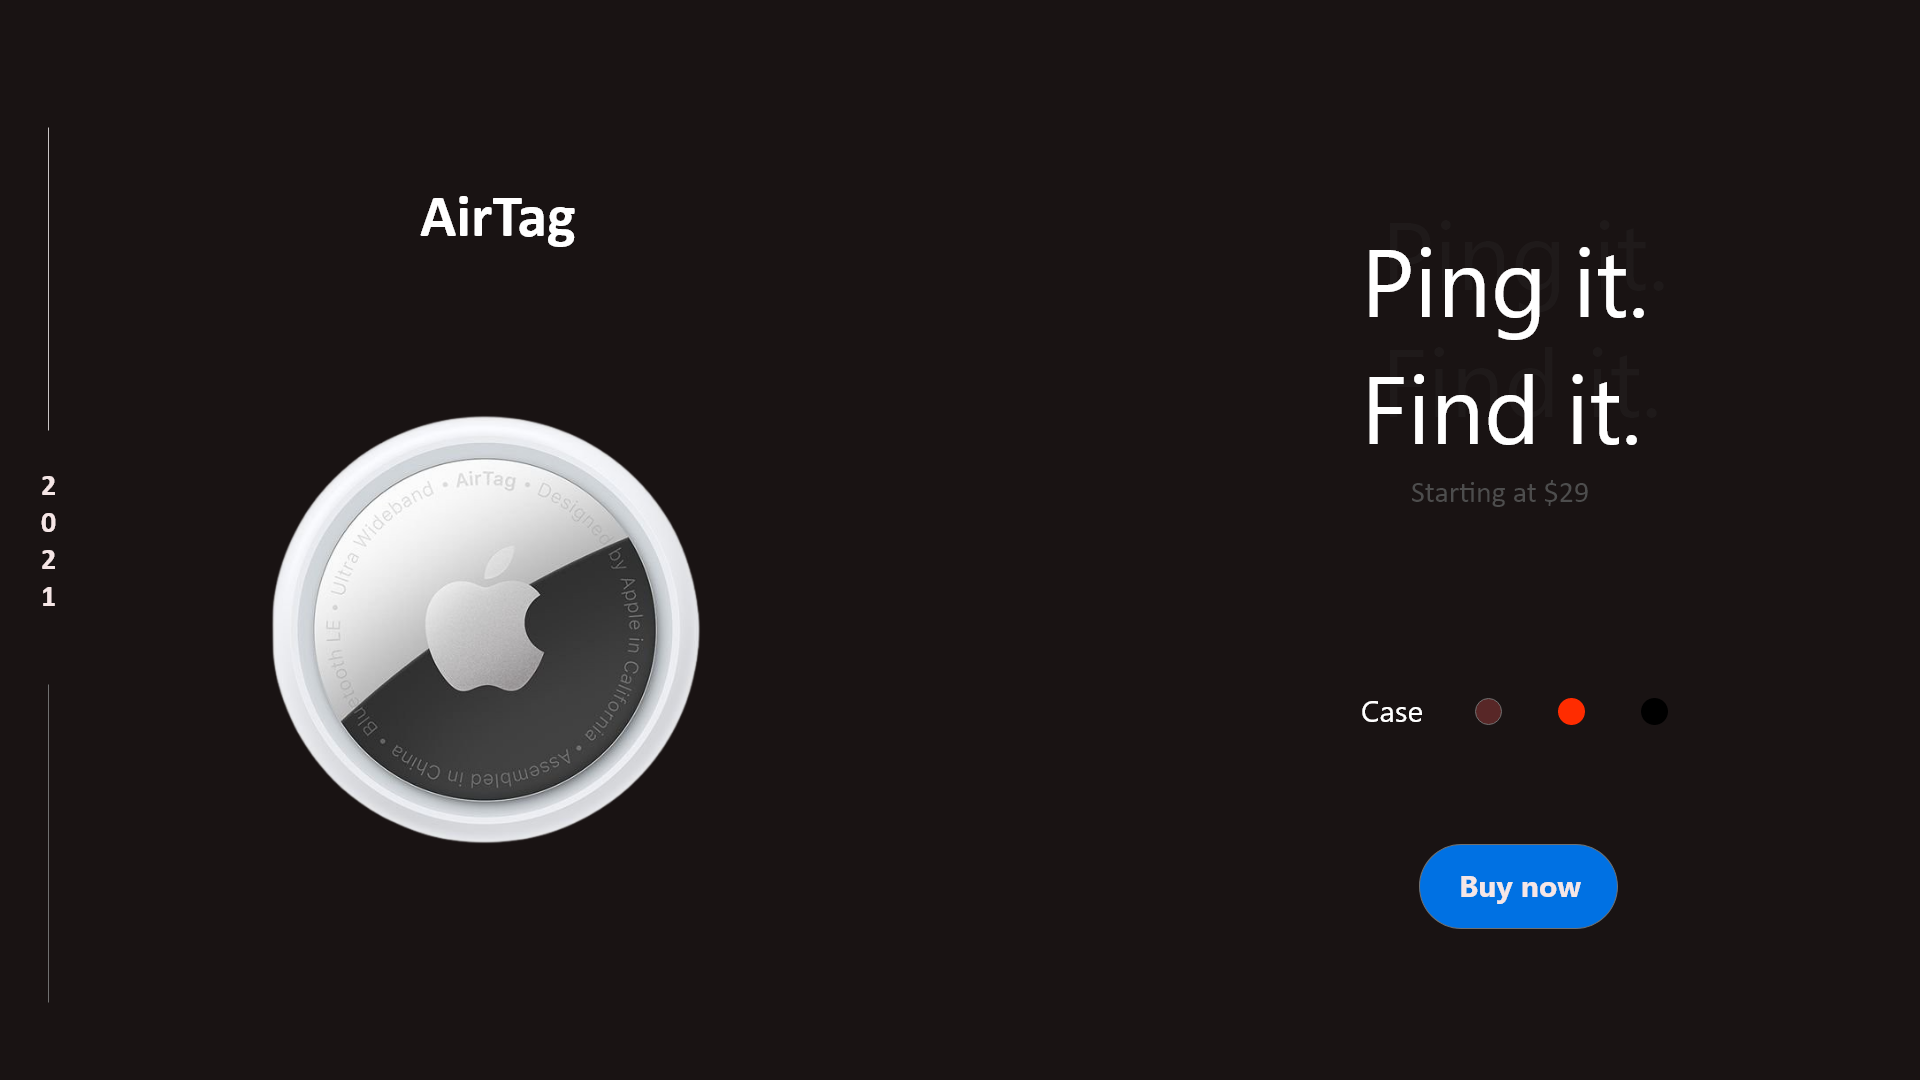 AirTag
2
0
2
1
• AirTag • Designed by Apple in California • Assembled in China • Bluetooth LE • Ultra Wideband
Ping it.
Find it.
Starting at $29
Case
Buy now